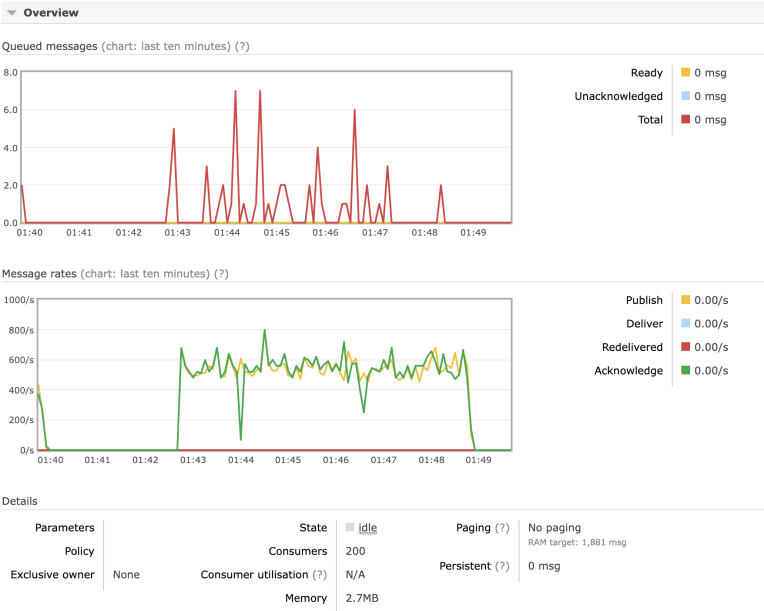 Overview
Queued messages (chart: last ten minutes) (?)
8.0
6.0
4.0
2.0
0.0
01:40 01:41 01:42 01:43 01:44 01:45 01:46 01:47 01:48 01:49
Ready 0 msg
Unacknowledged 0 msg
Total 0 msg
Message rates (chart: last ten minutes) (?)
1000/s
800/s
600/s
400/s
200/s
0/s
01:40 01:41 01:42 01:43 01:44 01:45 01:46 01:47 01:48 01:49
Publish 0.00/s
Deliver 0.00/s
Redelivered 0.00/s
Acknowledge 0.00/s
Details
Parameters
Policy
Exclusive owner None
State idle
Consumers 200
Consumer utilisation (?) N/A
Memory 2.7MB
Paging (?) No paging
RAM target: 1,881 msg
Persistent (?) 0 msg